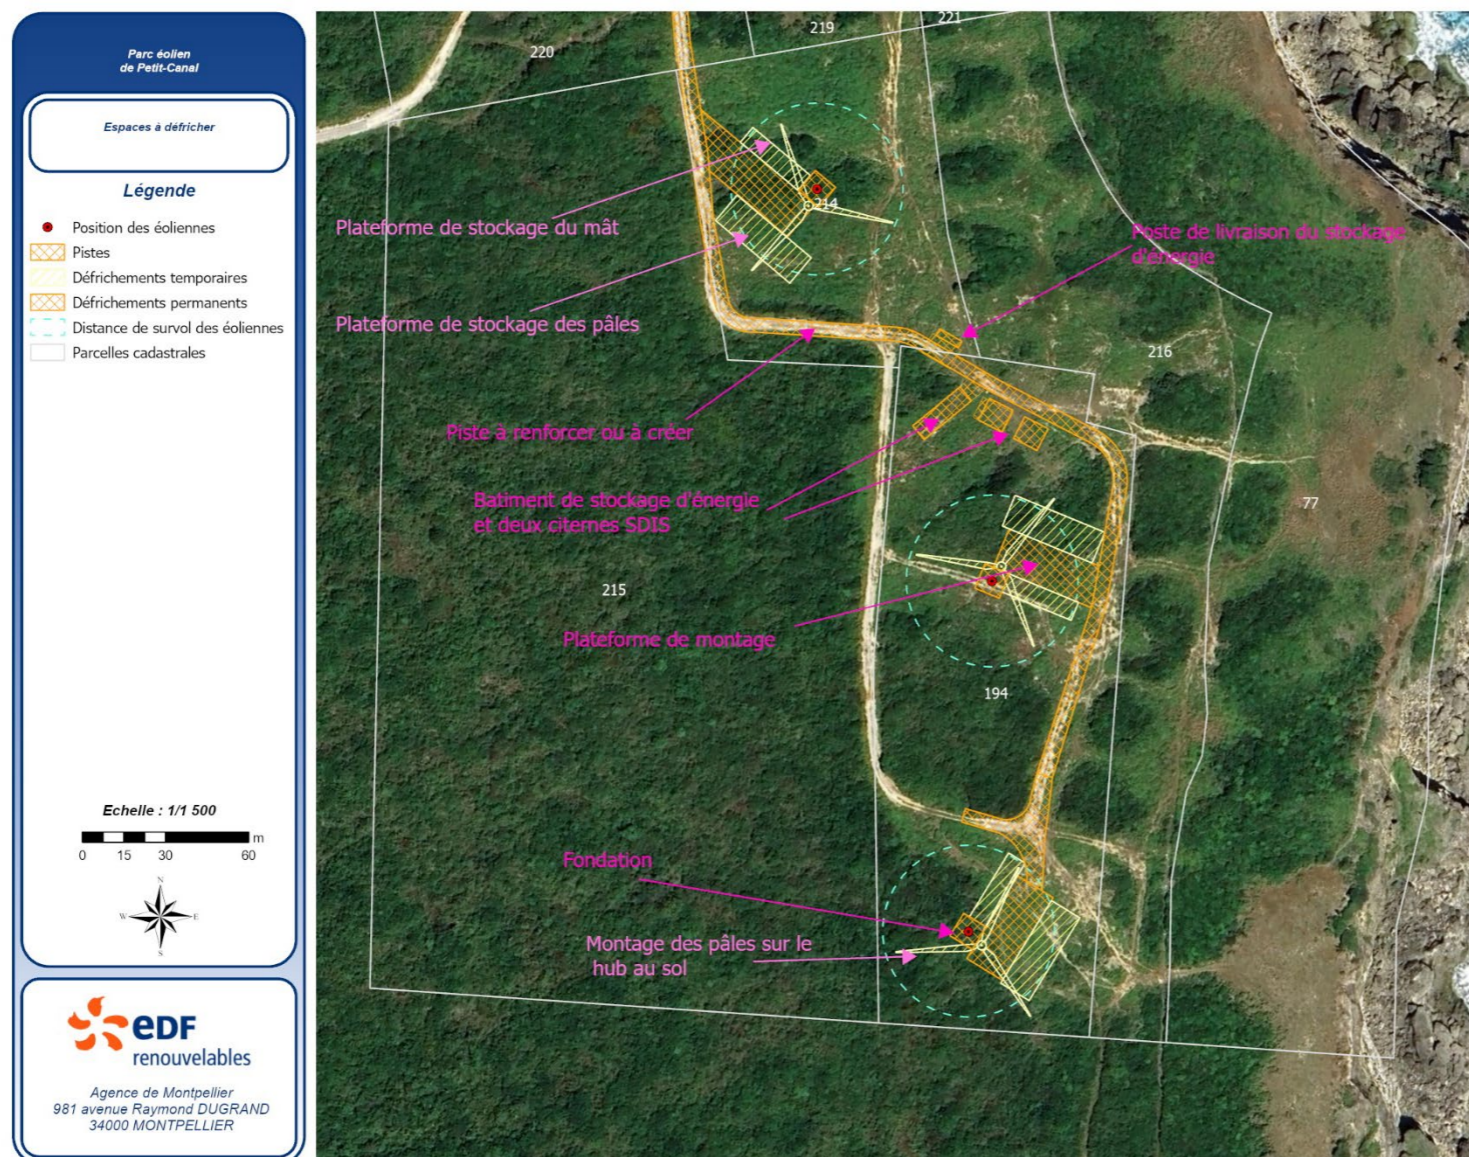 Parc éolien
de Petit-Canal
Espaces à défricher
Légende
Position des éoliennes
Pistes
Défrichements temporaires
Défrichements permanents
Distance de survol des éoliennes
Parcelles cadastrales
Echelle : 1/1 500
m
0 15 30 60
N
W E
S
eDF
renouvelables
Agence de Montpellier
981 avenue Raymond DUGRAND
34000 MONTPELLIER
221
219
220
214
Plateforme de stockage du mât
Poste de livraison du stockage
d'énergie
Plateforme de stockage des pâles
216
Piste à renforcer ou à créer
Batiment de stockage d'énergie
et deux citernes SDIS
77
215
Plateforme de montage
194
Fondation
Montage des pâles sur le
hub au sol